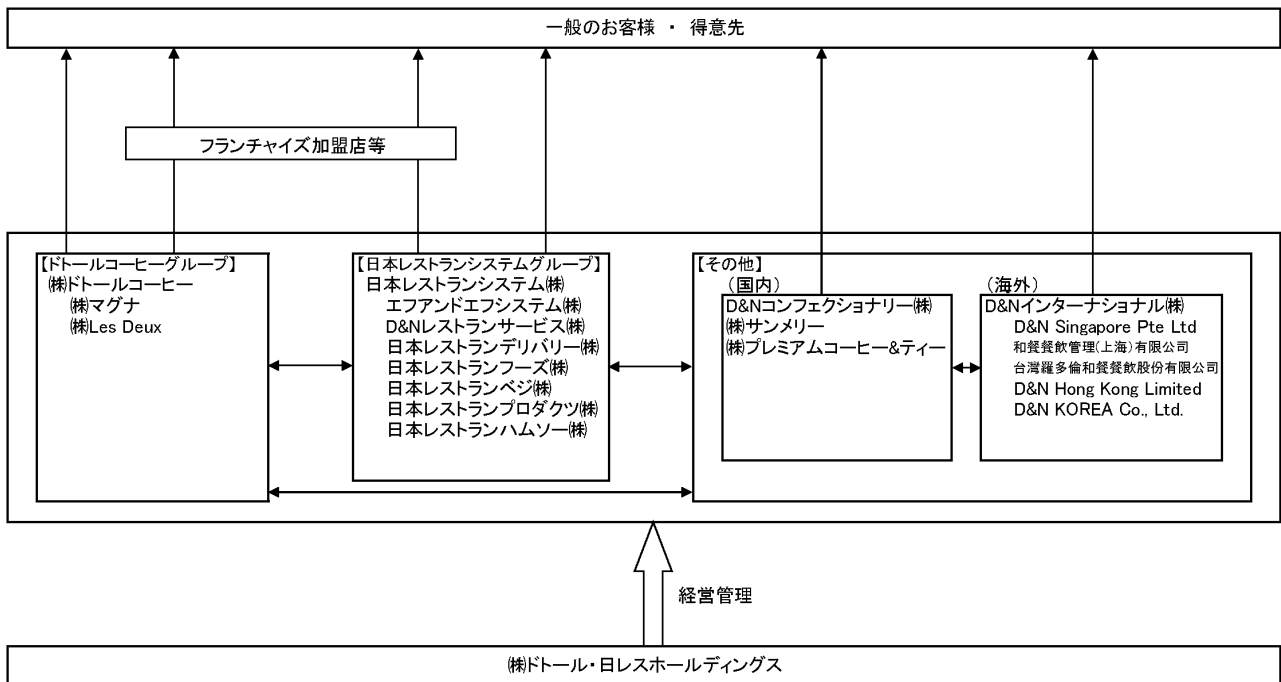 一般のお客様 ・ 得意先
フランチャイズ加盟店等
【ドトールコーヒーグループ】
㈱ドトールコーヒー
㈱マグナ
㈱Les Deux
【日本レストランシステムグループ】
日本レストランシステム㈱
エフアンドエフシステム㈱
D&Nレストランサービス㈱
日本レストランデリバリー㈱
日本レストランフーズ㈱
日本レストランベジ㈱
日本レストランプロダクツ㈱
日本レストランハムソー㈱
【その他】
(国内)
D&Nコンフェクショナリー㈱
㈱サンメリー
㈱プレミアムコーヒー&ティー
(海外)
D&Nインターナショナル㈱
D&N Singapore Pte Ltd
和餐餐飲管理(上海)有限公司
台灣羅多倫和餐餐飲股份有限公司
D&N Hong Kong Limited
D&N KOREA Co., Ltd.
経営管理
㈱ドトール・日レスホールディングス